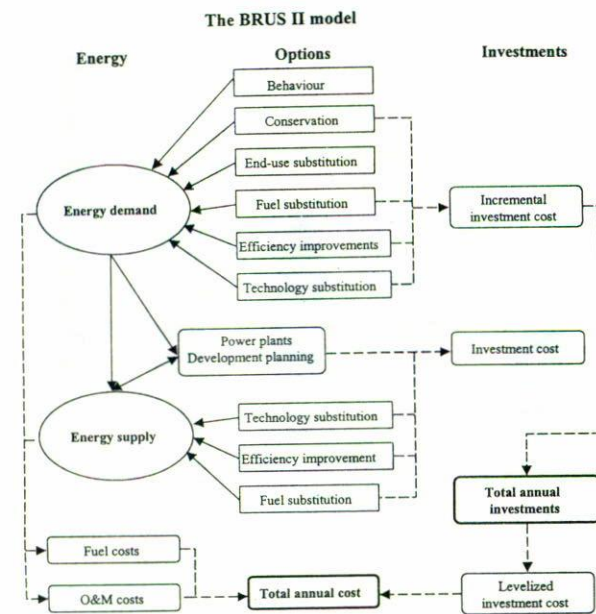 The BRUS II model
Energy
Options
Investments
Behaviour
Conservation
End-use substitution
Energy demand
Fuel substitution
Incremental
investment cost
Efficiency improvements
Technology substitution
Power plants
Development planning
Investment cost
Technology substitution
Energy supply
Efficiency improvement
Fuel substitution
Total annual
investments
Fuel costs
O&M costs
Total annual cost
Levelized
investment cost